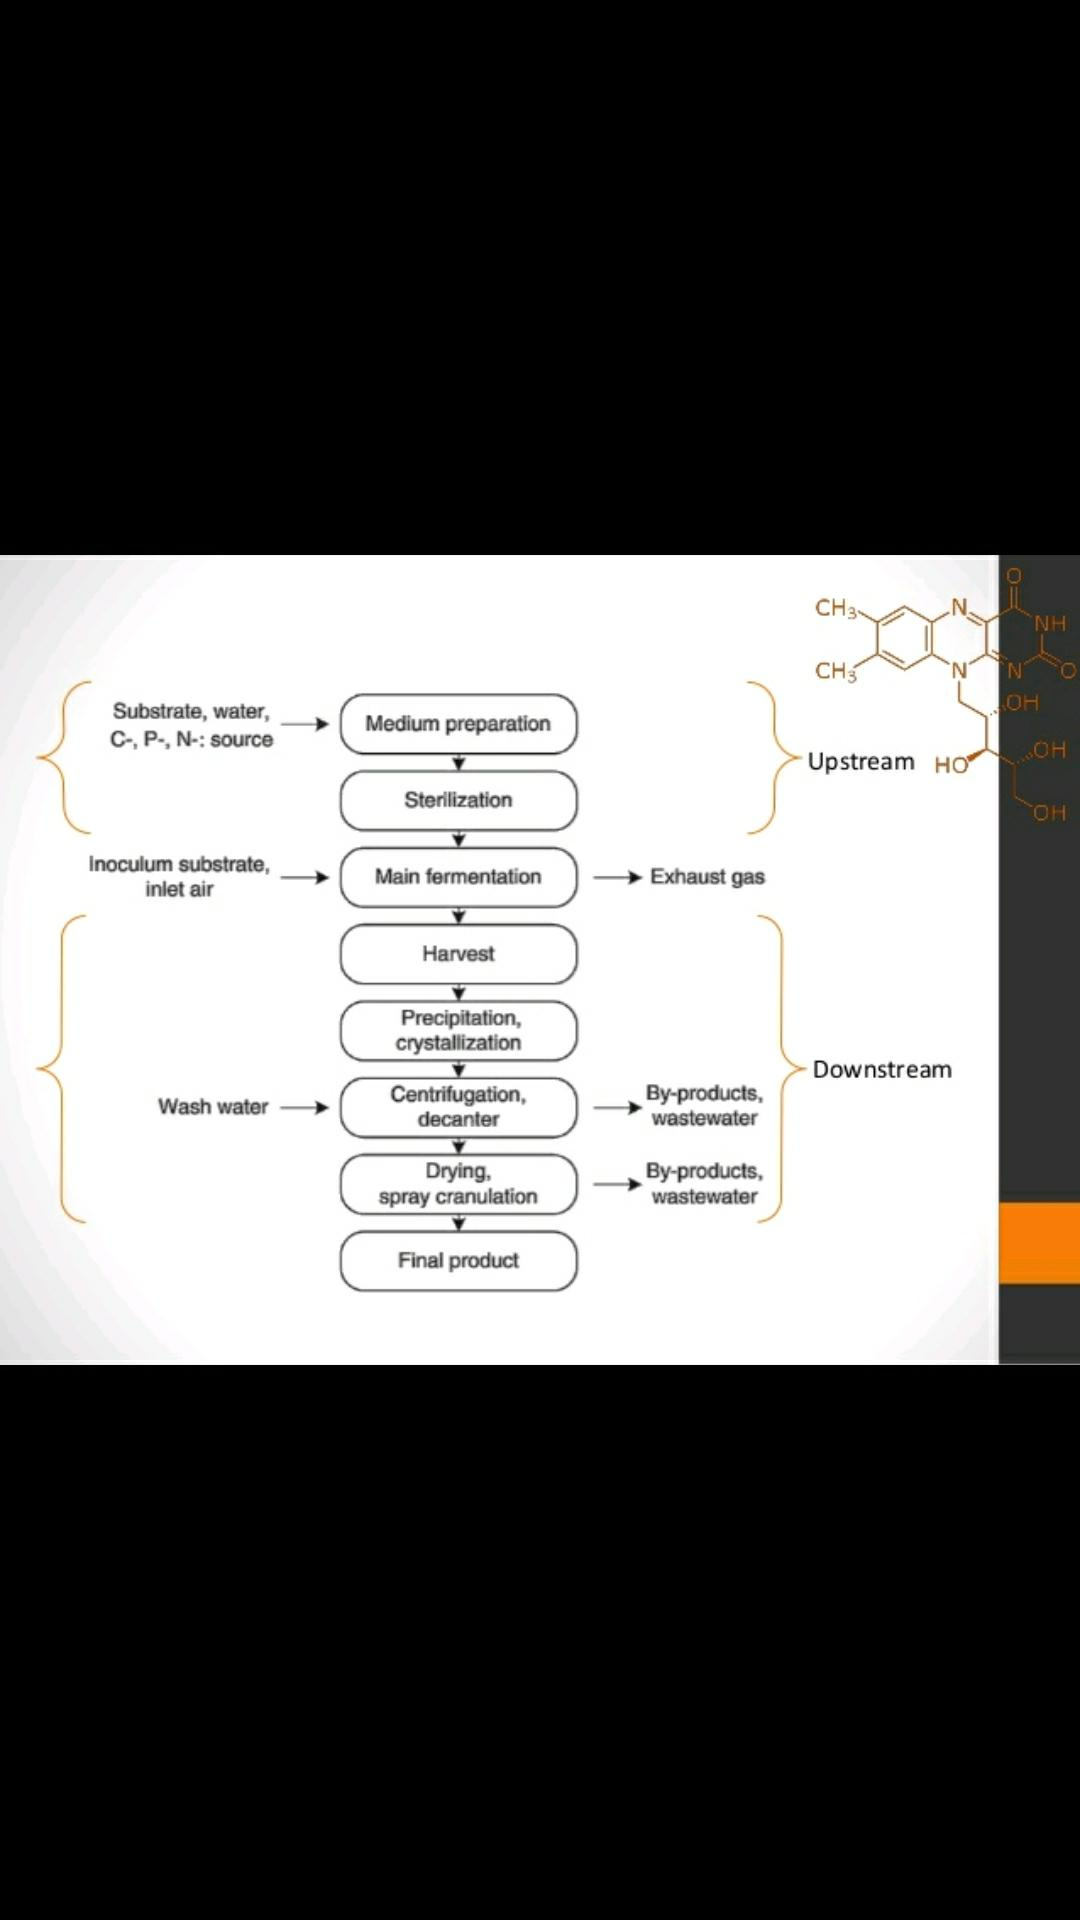 CH3
CH3
N
N
O
NH
N
O
OH
HO
OH
OH
Substrate, water,
C-, P-, N-: source
Medium preparation
Upstream
Sterilization
Inoculum substrate,
inlet air
Main fermentation
Exhaust gas
Harvest
Precipitation,
crystallization
Downstream
Wash water
Centrifugation,
decanter
By-products,
wastewater
Drying,
spray cranulation
By-products,
wastewater
Final product